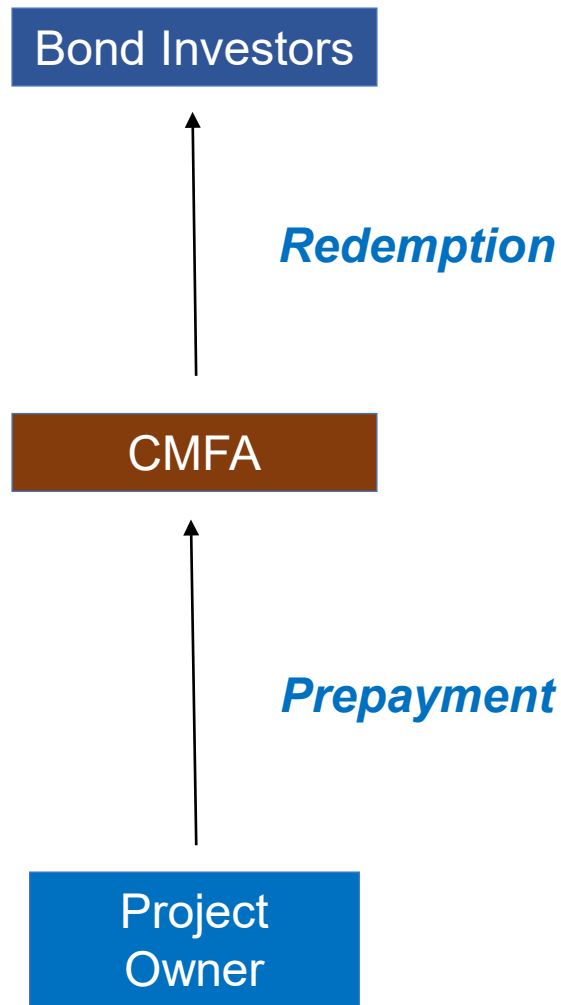 Bond Investors
Redemption
CMFA
Prepayment
Project
Owner